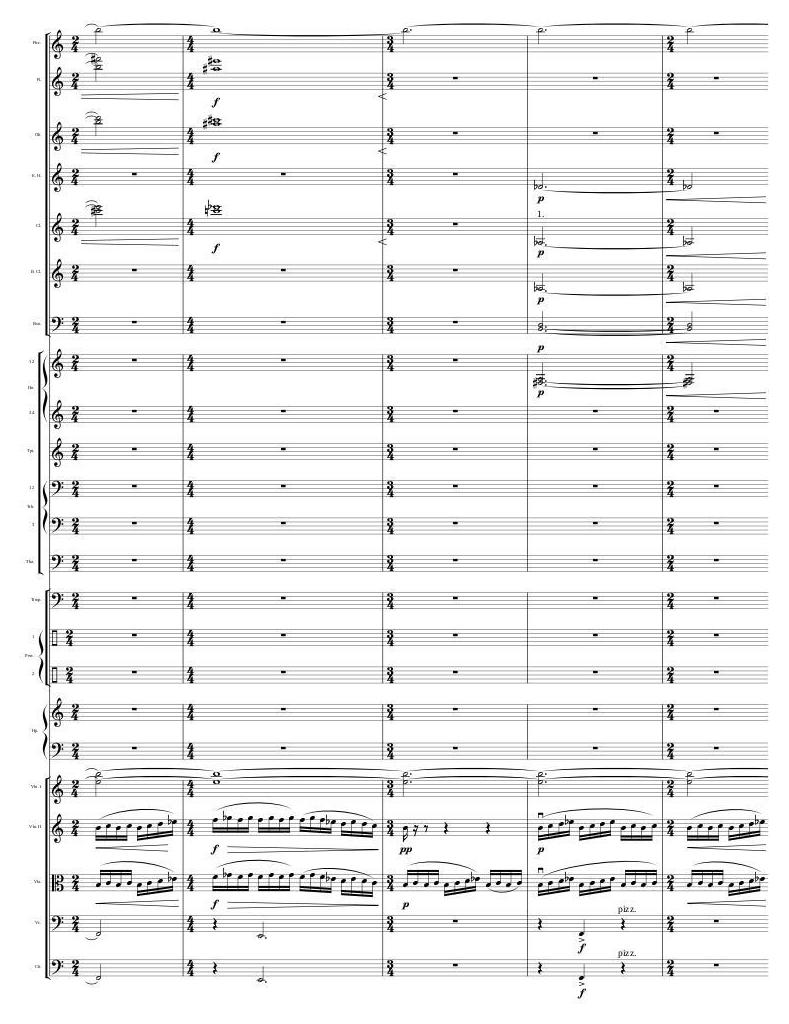 Picc.
Fl.
f
Ob.
f
E. H.
p
1.
Cl.
f
p
B. Cl.
p
Bsn.
p
1 2
Hn.
p
3 4
Tpt.
1 2
Tbn.
3
Tba.
Timp.
1
Perc.
2
Hp.
Vln. I
Vln. II
f
pp
p
Vla.
f
p
pizz.
Vc.
f
pizz.
Cb.
f